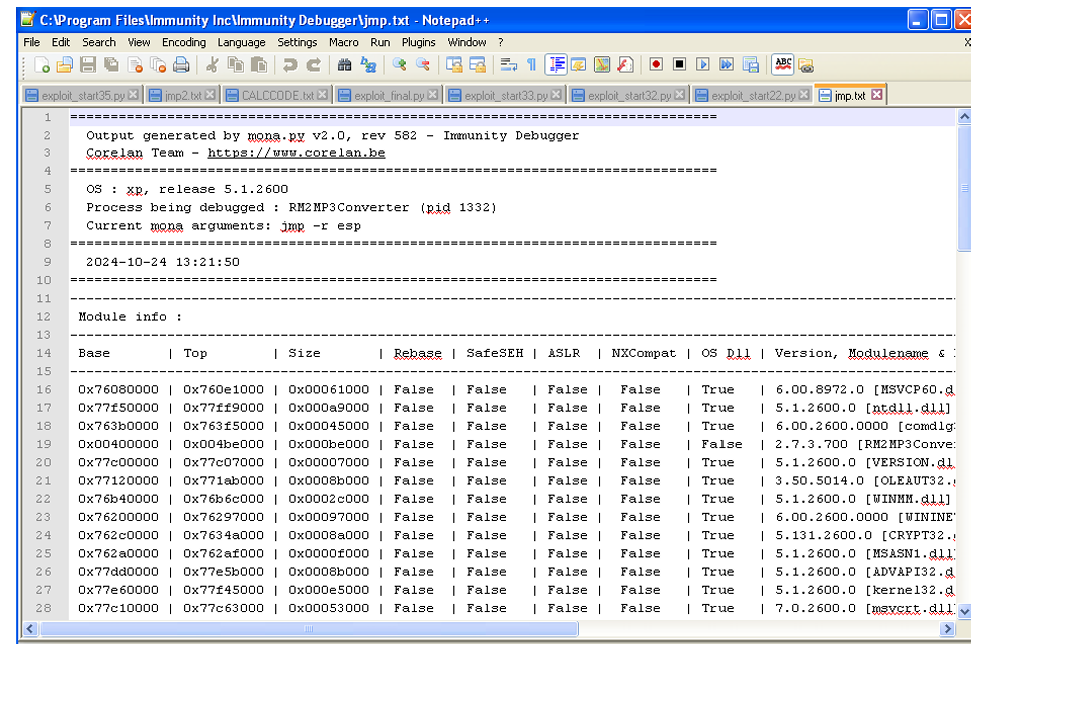 C:\Program Files\Immunity Inc\Immunity Debugger\jmp.txt - Notepad++
File Edit Search View Encoding Language Settings Macro Run Plugins Window ? X
ABC
exploit_start35.py jmp2.txt CALCCODE.txt exploit_final.py exploit_start33.py exploit_start32.py exploit_start22.py jmp.txt
1 ================================================================================
2 Output generated by mona.py v2.0, rev 582 - Immunity Debugger
3 Corelan Team - https://www.corelan.be
4 ================================================================================
5 OS : xp, release 5.1.2600
6 Process being debugged : RM2MP3Converter (pid 1332)
7 Current mona arguments: jmp -r esp
8 ================================================================================
9 2024-10-24 13:21:50
10 ================================================================================
11 --------------------------------------------------------------------------------
12 Module info :
13 --------------------------------------------------------------------------------
14 Base | Top | Size | Rebase | SafeSEH | ASLR | NXCompat | OS Dll | Version, Modulename &
15 --------------------------------------------------------------------------------
16 0x76080000 | 0x760e1000 | 0x00061000 | False | False | False | False | True | 6.00.8972.0 [MSVCP60.d
17 0x77f50000 | 0x77ff9000 | 0x000a9000 | False | False | False | False | True | 5.1.2600.0 [ntdll.dll]
18 0x763b0000 | 0x763f5000 | 0x00045000 | False | False | False | False | True | 6.00.2600.0000 [comdlg
19 0x00400000 | 0x004be000 | 0x000be000 | False | False | False | False | False | 2.7.3.700 [RM2MP3Conve
20 0x77c00000 | 0x77c07000 | 0x00007000 | False | False | False | False | True | 5.1.2600.0 [VERSION.dl
21 0x77120000 | 0x771ab000 | 0x0008b000 | False | False | False | False | True | 3.50.5014.0 [OLEAUT32.
22 0x76b40000 | 0x76b6c000 | 0x0002c000 | False | False | False | False | True | 5.1.2600.0 [WINMM.dll]
23 0x76200000 | 0x76297000 | 0x00097000 | False | False | False | False | True | 6.00.2600.0000 [WININE
24 0x762c0000 | 0x7634a000 | 0x0008a000 | False | False | False | False | True | 5.131.2600.0 [CRYPT32.
25 0x762a0000 | 0x762af000 | 0x0000f000 | False | False | False | False | True | 5.1.2600.0 [MSASN1.dll
26 0x77dd0000 | 0x77e5b000 | 0x0008b000 | False | False | False | False | True | 5.1.2600.0 [ADVAPI32.d
27 0x77e60000 | 0x77f45000 | 0x000e5000 | False | False | False | False | True | 5.1.2600.0 [kernel32.d
28 0x77c10000 | 0x77c63000 | 0x00053000 | False | False | False | False | True | 7.0.2600.0 [msvcrt.dll